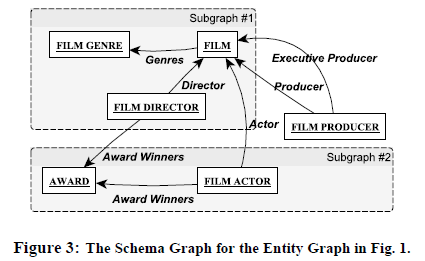 Subgraph #1
FILM GENRE
FILM
Genres
Executive Producer
Director
Producer
FILM DIRECTOR
Actor
FILM PRODUCER
Award Winners
Subgraph #2
AWARD
FILM ACTOR
Award Winners
Figure 3: The Schema Graph for the Entity Graph in Fig. 1.